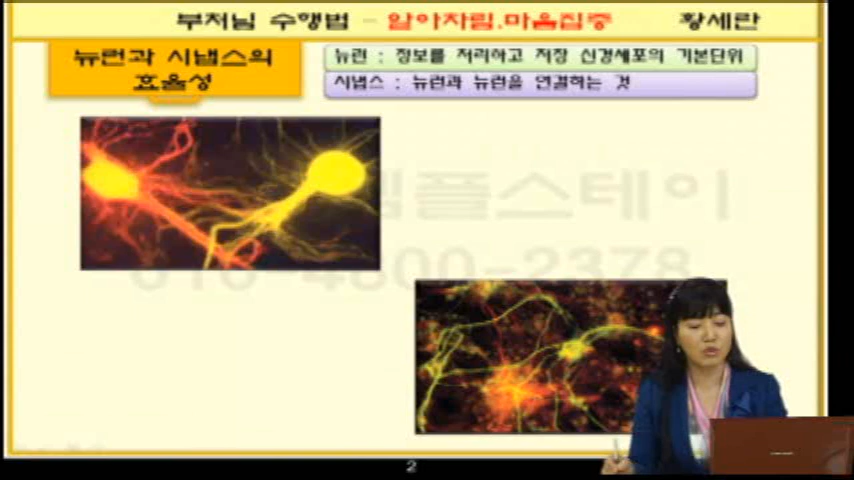 부처님 수행법 - 알아차림.마음집중 황세란
뉴런과 시냅스의
효율성
뉴런 : 정보를 처리하고 저장 신경세포의 기본단위
시냅스 : 뉴런과 뉴런을 연결하는 것
템플스테이
010-4800-2378
2